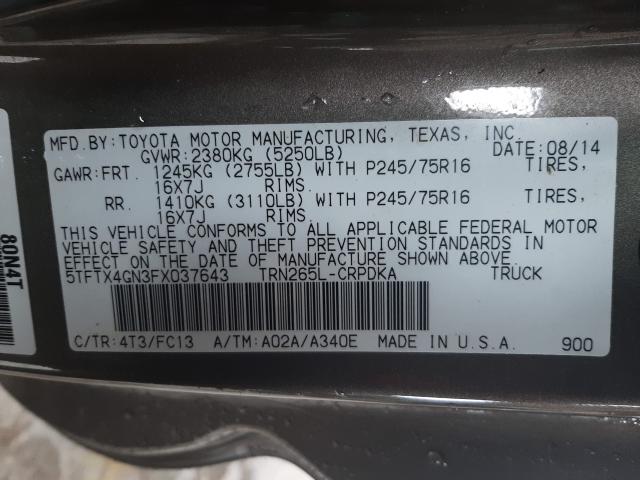 MFD.BY:TOYOTA MOTOR MANUFACTURING, TEXAS, INC.
GVWR:2380KG (5250LB) DATE:08/14
GAWR:FRT. 1245KG (2755LB) WITH P245/75R16 TIRES,
16X7J RIMS.
RR. 1410KG (3110LB) WITH P245/75R16 TIRES,
16X7J RIMS.
THIS VEHICLE CONFORMS TO ALL APPLICABLE FEDERAL MOTOR
VEHICLE SAFETY AND THEFT PREVENTION STANDARDS IN
EFFECT ON THE DATE OF MANUFACTURE SHOWN ABOVE.
5TFTX4GN3FX037643 TRN265L-CRPDKA TRUCK
C/TR:4T3/FC13 A/TM:A02A/A340E MADE IN U.S.A. 900
80N4T